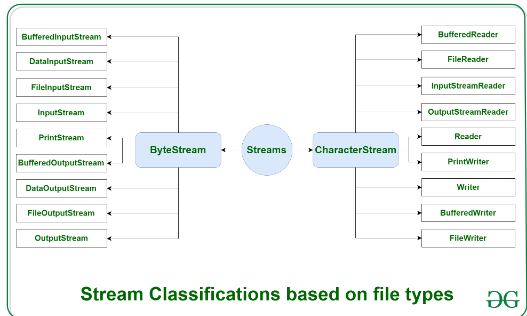 BufferedInputStream
DataInputStream
FileInputStream
InputStream
PrintStream
BufferedOutputStream
DataOutputStream
FileOutputStream
OutputStream
ByteStream
Streams
CharacterStream
BufferedReader
FileReader
InputStreamReader
OutputStreamReader
Reader
PrintWriter
Writer
BufferedWriter
FileWriter
Stream Classifications based on file types